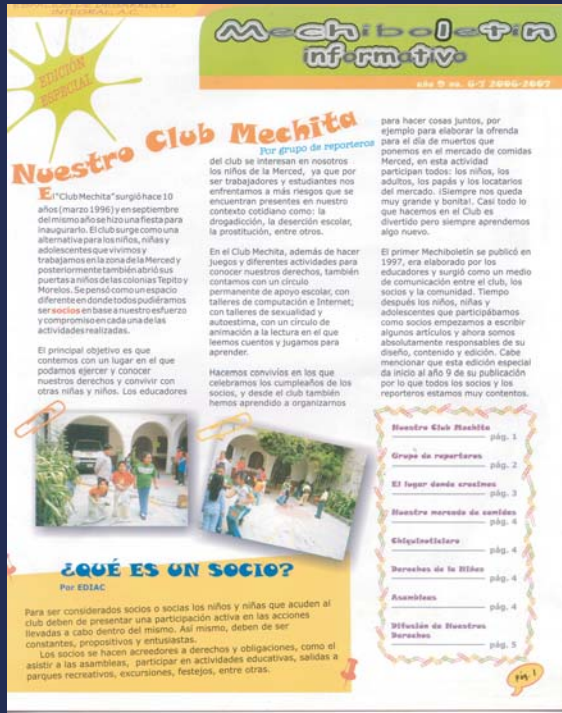 ESPACIOS DE DESARROLLO
INTEGRAL, A.C.
Mechiboletín
informativo
EDICIÓN
ESPECIAL
año 9 no. 6-7 2006-2007
Nuestro Club Mechita
Por grupo de reporteros
El "Club Mechita" surgió hace 10
años (marzo 1996) y en septiembre
del mismo año se hizo una fiesta para
inaugurarlo. El club surge como una
alternativa para los niños, niñas y
adolescentes que vivimos y
trabajamos en la zona de la Merced y
posteriormente también abrió sus
puertas a niños de las colonias Tepito y
Morelos. Se pensó como un espacio
diferente en donde todos pudiéramos
ser socios en base a nuestro esfuerzo
y compromiso en cada una de las
actividades realizadas.
El principal objetivo es que
contemos con un lugar en el que
podamos ejercer y conocer
nuestros derechos y convivir con
otras niñas y niños. Los educadores
del club se interesan en nosotros
los niños de la Merced, ya que por
ser trabajadores y estudiantes nos
enfrentamos a más riesgos que se
encuentran presentes en nuestro
contexto cotidiano como: la
drogadicción, la deserción escolar,
la prostitución, entre otros.
En el Club Mechita, además de hacer
juegos y diferentes actividades para
conocer nuestros derechos, también
contamos con un círculo
permanente de apoyo escolar, con
talleres de computación e Internet;
con talleres de sexualidad y
autoestima, con un círculo de
animación a la lectura en el que
leemos cuentos y jugamos para
aprender.
Hacemos convivios en los que
celebramos los cumpleaños de los
socios, y desde el club también
hemos aprendido a organizarnos
para hacer cosas juntos, por
ejemplo para elaborar la ofrenda
para el día de muertos que
ponemos en el mercado de comidas
Merced, en esta actividad
participan todos: los niños, los
adultos, los papás y los locatarios
del mercado. ¡Siempre nos queda
muy grande y bonita!. Casi todo lo
que hacemos en el Club es
divertido pero siempre aprendemos
algo nuevo.
El primer Mechiboletín se publicó en
1997, era elaborado por los
educadores y surgió como un medio
de comunicación entre el club, los
socios y la comunidad. Tiempo
después los niños, niñas y
adolescentes que participábamos
como socios empezamos a escribir
algunos artículos y ahora somos
absolutamente responsables de su
diseño, contenido y edición. Cabe
mencionar que esta edición especial
da inicio al año 9 de su publicación
por lo que todos los socios y los
reporteros estamos muy contentos.
Nuestro Club Mechita
pág. 1
Grupo de reporteros
pág. 2
El lugar donde crecimos
pág. 3
Nuestro mercado de comidas
pág. 4
Chiquinoticiero
pág. 4
Derechos de la Niñez
pág. 4
Asambleas
pág. 4
Difusión de Nuestros
Derechos
pág. 5
¿QUÉ ES UN SOCIO?
Por EDIAC
Para ser considerados socios o socias los niños y niñas que acuden al
club deben de presentar una participación activa en las acciones
llevadas a cabo dentro del mismo. Así mismo, deben de ser
constantes, propositivos y entusiastas.
Los socios se hacen acreedores a derechos y obligaciones, como el
asistir a las asambleas, participar en actividades educativas, salidas a
parques recreativos, excursiones, festejos, entre otras.
pág. 1